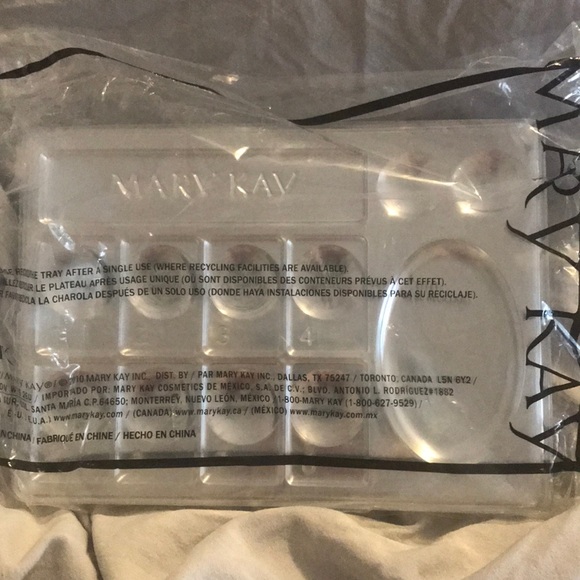 MARY KAY
MARY KAY
TRAY AFTER A SINGLE USE (WHERE RECYCLING FACILITIES ARE AVAILABLE).
LE PLATEAU APRÈS USAGE UNIQUE (OÙ SONT DISPONIBLES DES CONTENEURS PRÉVUS À CET EFFET).
LA CHAROLA DESPUÉS DE UN SOLO USO (DONDE HAYA INSTALACIONES DISPONIBLES PARA SU RECICLAJE).
3 4
MARY KAY INC., DIST. BY / PAR MARY KAY INC., DALLAS, TX 75247 / TORONTO, CANADA L5N 6Y2 /
IMPORTADO POR: MARY KAY COSMETICS DE MÉXICO, S.A. DE C.V.: BLVD. ANTONIO L. RODRÍGUEZ #1882
SANTA MARÍA C.P. 64650; MONTERREY, NUEVO LEÓN, MÉXICO / 1-800-MARY KAY (1-800-627-9529) /
www.marykay.com / (CANADA) www.marykay.ca / (MÉXICO) www.marykay.com.mx
CHINA / FABRIQUÉ EN CHINE / HECHO EN CHINA